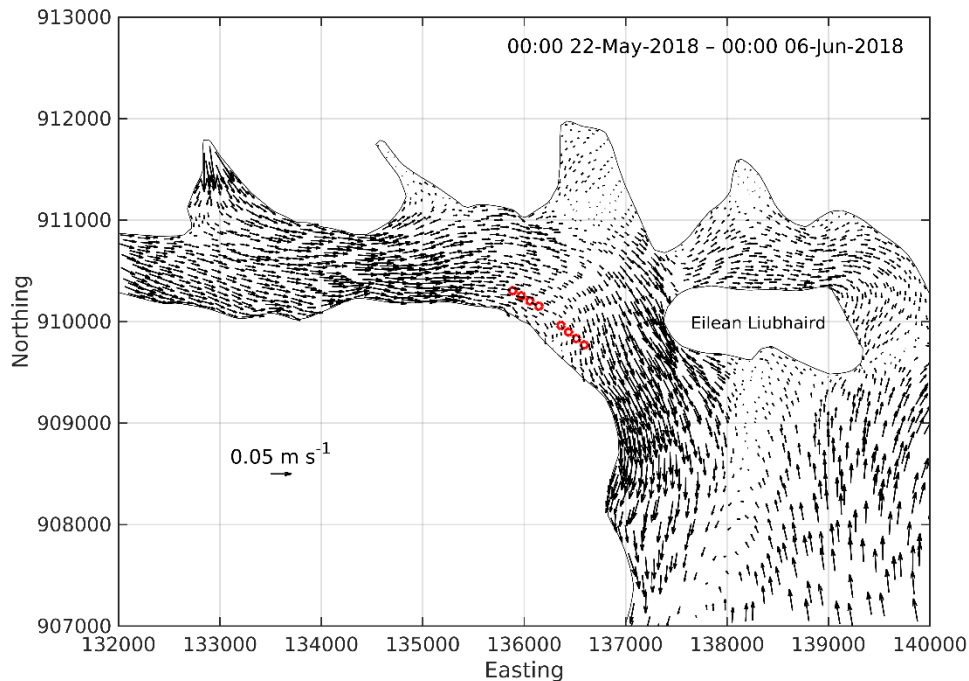 00:00 22-May-2018 – 00:00 06-Jun-2018
913000
912000
911000
910000
909000
908000
907000
Northing
Eilean Liubhaird
0.05 m s-1
132000 133000 134000 135000 136000 137000 138000 139000 140000
Easting